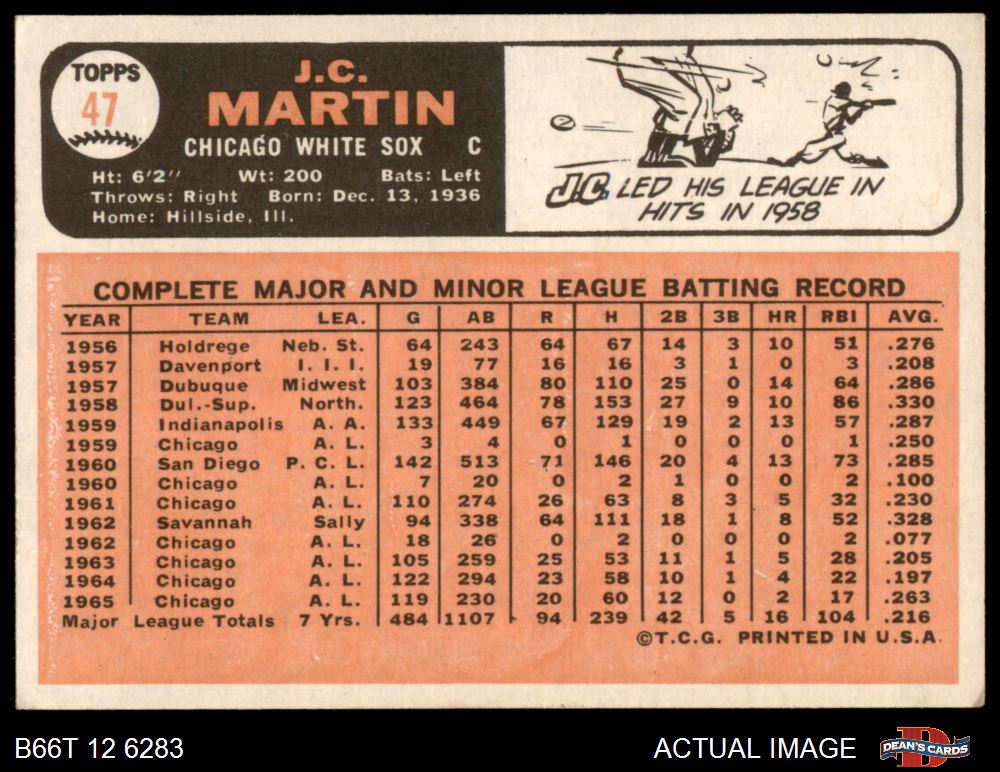 TOPPS
47
J.C.
MARTIN
CHICAGO WHITE SOX C
Ht: 6'2" Wt: 200 Bats: Left
Throws: Right Born: Dec. 13, 1936
Home: Hillside, Ill.
J.C. LED HIS LEAGUE IN
HITS IN 1958
COMPLETE MAJOR AND MINOR LEAGUE BATTING RECORD
YEAR TEAM LEA. G AB R H 2B 3B HR RBI AVG.
1956 Holdrege Neb. St. 64 243 64 67 14 3 10 51 .276
1957 Davenport I. I. I. 19 77 16 16 3 1 0 3 .208
1957 Dubuque Midwest 103 384 80 110 25 0 14 64 .286
1958 Dul.-Sup. North. 123 464 78 153 27 9 10 86 .330
1959 Indianapolis A. A. 133 449 67 129 19 2 13 57 .287
1959 Chicago A. L. 3 4 0 1 0 0 0 1 .250
1960 San Diego P. C. L. 142 513 71 146 20 4 13 73 .285
1960 Chicago A. L. 7 20 0 2 1 0 0 2 .100
1961 Chicago A. L. 110 274 26 63 8 3 5 32 .230
1962 Savannah Sally 94 338 64 111 18 1 8 52 .328
1962 Chicago A. L. 18 26 0 2 0 0 0 2 .077
1963 Chicago A. L. 105 259 25 53 11 1 5 28 .205
1964 Chicago A. L. 122 294 23 58 10 1 4 22 .197
1965 Chicago A. L. 119 230 20 60 12 0 2 17 .263
Major League Totals 7 Yrs. 484 1107 94 239 42 5 16 104 .216
©T.C.G. PRINTED IN U.S.A.
B66T 12 6283 ACTUAL IMAGE DEAN'S CARDS